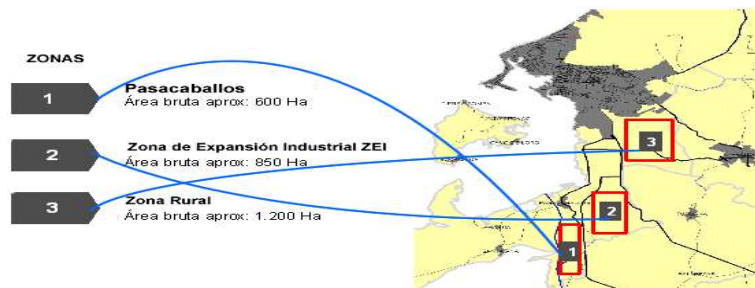 ZONAS
1
Pasacaballos
Área bruta aprox: 600 Ha
2
Zona de Expansión Industrial ZEI
Área bruta aprox: 850 Ha
3
Zona Rural
Área bruta aprox: 1.200 Ha
3
2
1